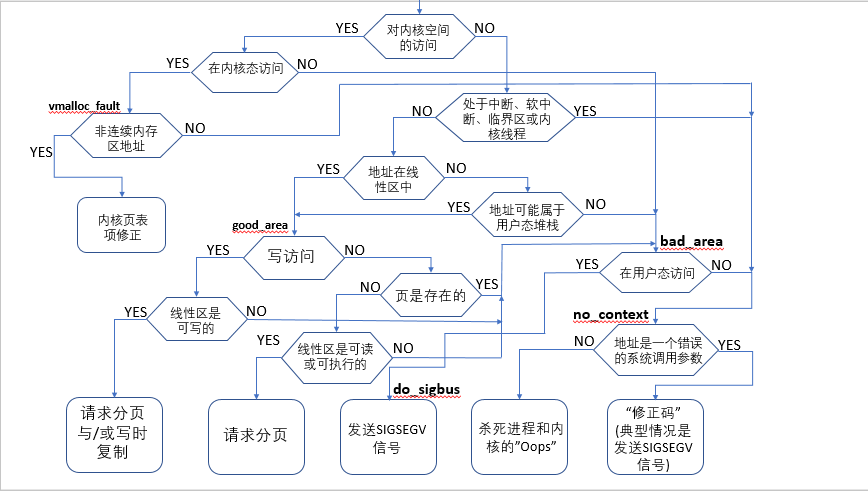 YES
对内核空间
的访问
NO
YES
在内核态访问
NO
vmalloc_fault
非连续内存
区地址
NO
YES
NO
处于中断、软中
断、临界区或内
核线程
YES
YES
地址在线
性区中
NO
内核页表
项修正
YES
地址可能属于
用户态堆栈
NO
good_area
bad_area
YES
写访问
NO
YES
在用户态访问
NO
NO
页是存在的
YES
YES
线性区是
可写的
NO
no_context
YES
线性区是可读
或可执行的
NO
NO
地址是一个错误
的系统调用参数
YES
do_sigbus
请求分页
与/或写时
复制
请求分页
发送SIGSEGV
信号
杀死进程和内
核的”Oops”
“修正码”
(典型情况是
发送SIGSEGV
信号)